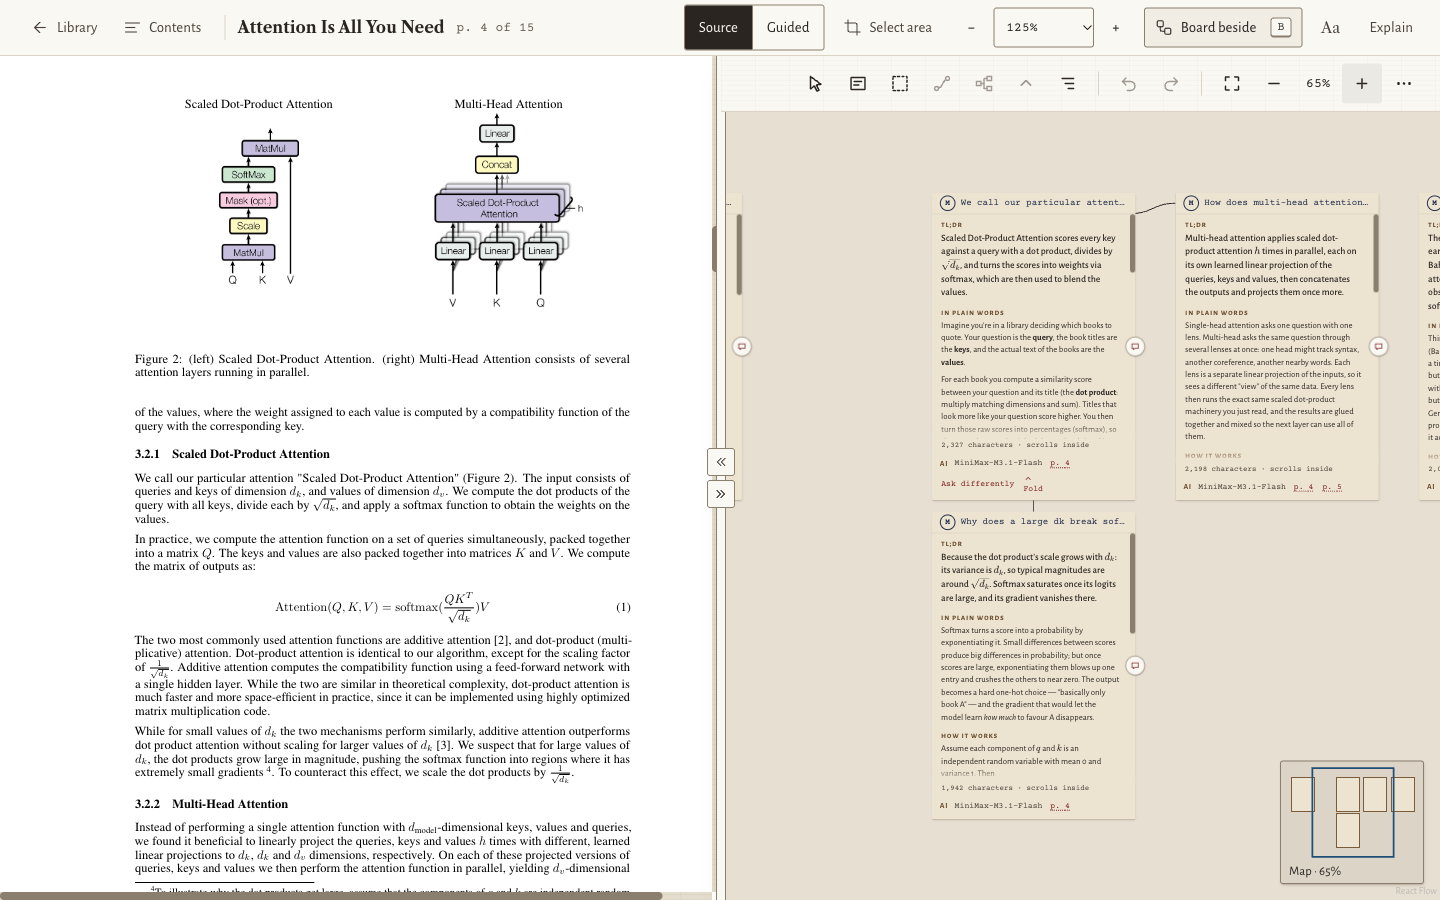 Library
Contents
Attention Is All You Need p. 4 of 15
Source
Guided
Select area
− 125% +
Board beside B
Aa
Explain
65%
Scaled Dot-Product Attention
MatMul
SoftMax
Mask (opt.)
Scale
MatMul
Q K V
Multi-Head Attention
Linear
Concat
Scaled Dot-Product
Attention
h
Linear Linear Linear
V K Q
Figure 2: (left) Scaled Dot-Product Attention. (right) Multi-Head Attention consists of several
attention layers running in parallel.
of the values, where the weight assigned to each value is computed by a compatibility function of the
query with the corresponding key.
3.2.1 Scaled Dot-Product Attention
We call our particular attention "Scaled Dot-Product Attention" (Figure 2). The input consists of
queries and keys of dimension dk, and values of dimension dv. We compute the dot products of the
query with all keys, divide each by √dk, and apply a softmax function to obtain the weights on the
values.
In practice, we compute the attention function on a set of queries simultaneously, packed together
into a matrix Q. The keys and values are also packed together into matrices K and V. We compute
the matrix of outputs as:
Attention(Q, K, V) = softmax(QK^T/√dk)V (1)
The two most commonly used attention functions are additive attention [2], and dot-product (multi-
plicative) attention. Dot-product attention is identical to our algorithm, except for the scaling factor
of 1/√dk. Additive attention computes the compatibility function using a feed-forward network with
a single hidden layer. While the two are similar in theoretical complexity, dot-product attention is
much faster and more space-efficient in practice, since it can be implemented using highly optimized
matrix multiplication code.
While for small values of dk the two mechanisms perform similarly, additive attention outperforms
dot product attention without scaling for larger values of dk [3]. We suspect that for large values of
dk, the dot products grow large in magnitude, pushing the softmax function into regions where it has
extremely small gradients 4. To counteract this effect, we scale the dot products by 1/√dk.
3.2.2 Multi-Head Attention
Instead of performing a single attention function with dmodel-dimensional keys, values and queries,
we found it beneficial to linearly project the queries, keys and values h times with different, learned
linear projections to dk, dk and dv dimensions, respectively. On each of these projected versions of
queries, keys and values we then perform the attention function in parallel, yielding dv-dimensional
4To illustrate why the dot products get large, assume that the components of q and k are independent random
M We call our particular attent…
TL;DR
Scaled Dot-Product Attention scores every key
against a query with a dot product, divides by
√dk, and turns the scores into weights via
softmax, which are then used to blend the
values.
IN PLAIN WORDS
Imagine you're in a library deciding which books to
quote. Your question is the query, the book titles are
the keys, and the actual text of the books are the
values.
For each book you compute a similarity score
between your question and its title (the dot product:
multiply matching dimensions and sum). Titles that
look more like your question score higher. You then
turn those raw scores into percentages (softmax), so
2,327 characters · scrolls inside
AI MiniMax-M3.1-Flash p. 4
Ask differently Fold
M Why does a large dk break sof…
TL;DR
Because the dot product's scale grows with dk:
its variance is dk, so typical magnitudes are
around √dk. Softmax saturates once its logits
are large, and its gradient vanishes there.
IN PLAIN WORDS
Softmax turns a score into a probability by
exponentiating it. Small differences between scores
produce big differences in probability; but once
scores are large, exponentiating them blows up one
entry and crushes the others to near zero. The output
becomes a hard one-hot choice — "basically only
book A" — and the gradient that would let the
model learn how much to favour A disappears.
HOW IT WORKS
Assume each component of q and k is an
independent random variable with mean 0 and
variance 1. Then
1,942 characters · scrolls inside
AI MiniMax-M3.1-Flash p. 4
M How does multi-head attention…
TL;DR
Multi-head attention applies scaled dot-
product attention h times in parallel, each on
its own learned linear projection of the
queries, keys and values, then concatenates
the outputs and projects them once more.
IN PLAIN WORDS
Single-head attention asks one question with one
lens. Multi-head asks the same question through
several lenses at once: one head might track syntax,
another coreference, another nearby words. Each
lens is a separate linear projection of the inputs, so it
sees a different "view" of the same data. Every lens
then runs the exact same scaled dot-product
machinery you just read, and the results are glued
together and mixed so the next layer can use all of
them.
HOW IT WORKS
2,198 characters · scrolls inside
AI MiniMax-M3.1-Flash p. 4 p. 5
TL;DR
AI
Map · 65%
React Flow